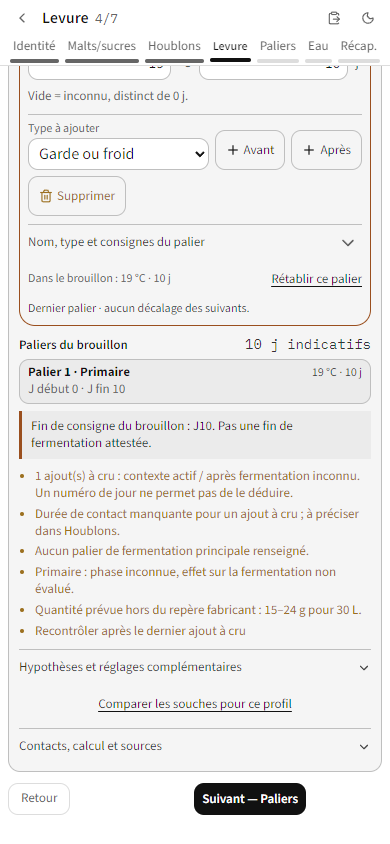 Levure 4/7
Identité Malts/sucres Houblons Levure Paliers Eau Récap.
Vide = inconnu, distinct de 0 j.
Type à ajouter
Garde ou froid
Avant
Après
Supprimer
Nom, type et consignes du palier
Dans le brouillon : 19 °C · 10 j
Rétablir ce palier
Dernier palier · aucun décalage des suivants.
Paliers du brouillon 10 j indicatifs
Palier 1 · Primaire 19 °C · 10 j
J début 0 · J fin 10
Fin de consigne du brouillon : J10. Pas une fin de
fermentation attestée.
1 ajout(s) à cru : contexte actif / après fermentation inconnu.
Un numéro de jour ne permet pas de le déduire.
Durée de contact manquante pour un ajout à cru ; à préciser
dans Houblons.
Aucun palier de fermentation principale renseigné.
Primaire : phase inconnue, effet sur la fermentation non
évalué.
Quantité prévue hors du repère fabricant : 15–24 g pour 30 L.
Recontrôler après le dernier ajout à cru
Hypothèses et réglages complémentaires
Comparer les souches pour ce profil
Contacts, calcul et sources
Retour
Suivant — Paliers